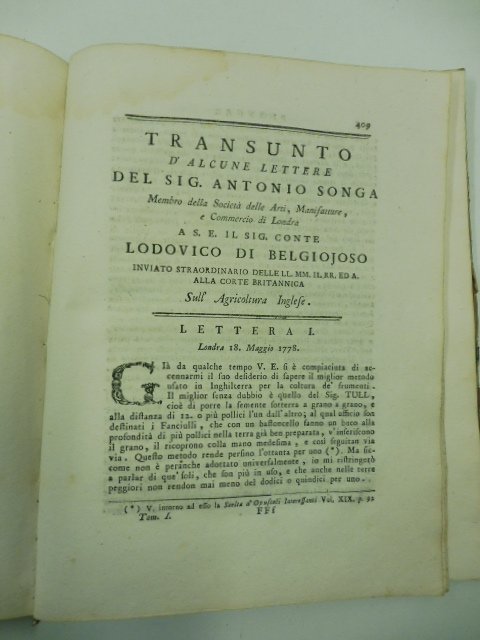 409
TRANSUNTO
D'ALCUNE LETTERE
DEL SIG. ANTONIO SONGA
Membro della Società delle Arti, Manifatture,
e Commercio di Londra
A S. E. IL SIG. CONTE
LODOVICO DI BELGIOJOSO
INVIATO STRAORDINARIO DELLE LL. MM. II. RR. ED A.
ALLA CORTE BRITANNICA
Sull' Agricoltura Inglese.
LETTERA I.
Londra 18. Maggio 1778.
GIà da qualche tempo V. E. si è compiaciuta di ac-
cennarmi il suo desiderio di sapere il miglior metodo
usato in Inghilterra per la coltura de' frumenti.
Il miglior senza dubbio è quello del Sig. TULL,
cioè di porre la semente sotterra a grano a grano, e
alla distanza di 12. o più pollici l'un dall'altro; al qual uffizio son
destinati i Fanciulli, che con un bastoncello fanno un buco alla
profondità di più pollici nella terra già ben preparata, v'inseriscono
il grano, il ricoprono colla mano medesima, e così seguitan via
via. Questo metodo rende persino l'ottanta per uno (*). Ma sic-
come non è peranche adottato universalmente, io mi ristringerò
a parlar di que' soli, che son più in uso, e che anche nelle terre
peggiori non rendon mai meno del dodici o quindici per uno.
(*) V. intorno ad esso la Scelta d'Opuscoli Interessanti Vol. XIX. p. 92
Tom. I. FFf